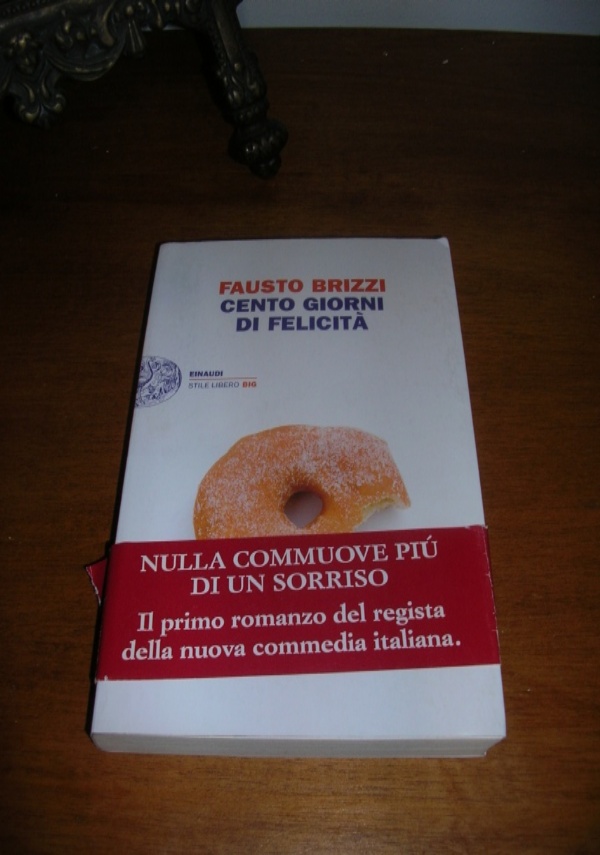 FAUSTO BRIZZI
CENTO GIORNI
DI FELICITÀ
EINAUDI
STILE LIBERO BIG
NULLA COMMUOVE PIÚ
DI UN SORRISO
Il primo romanzo del regista
della nuova commedia italiana.